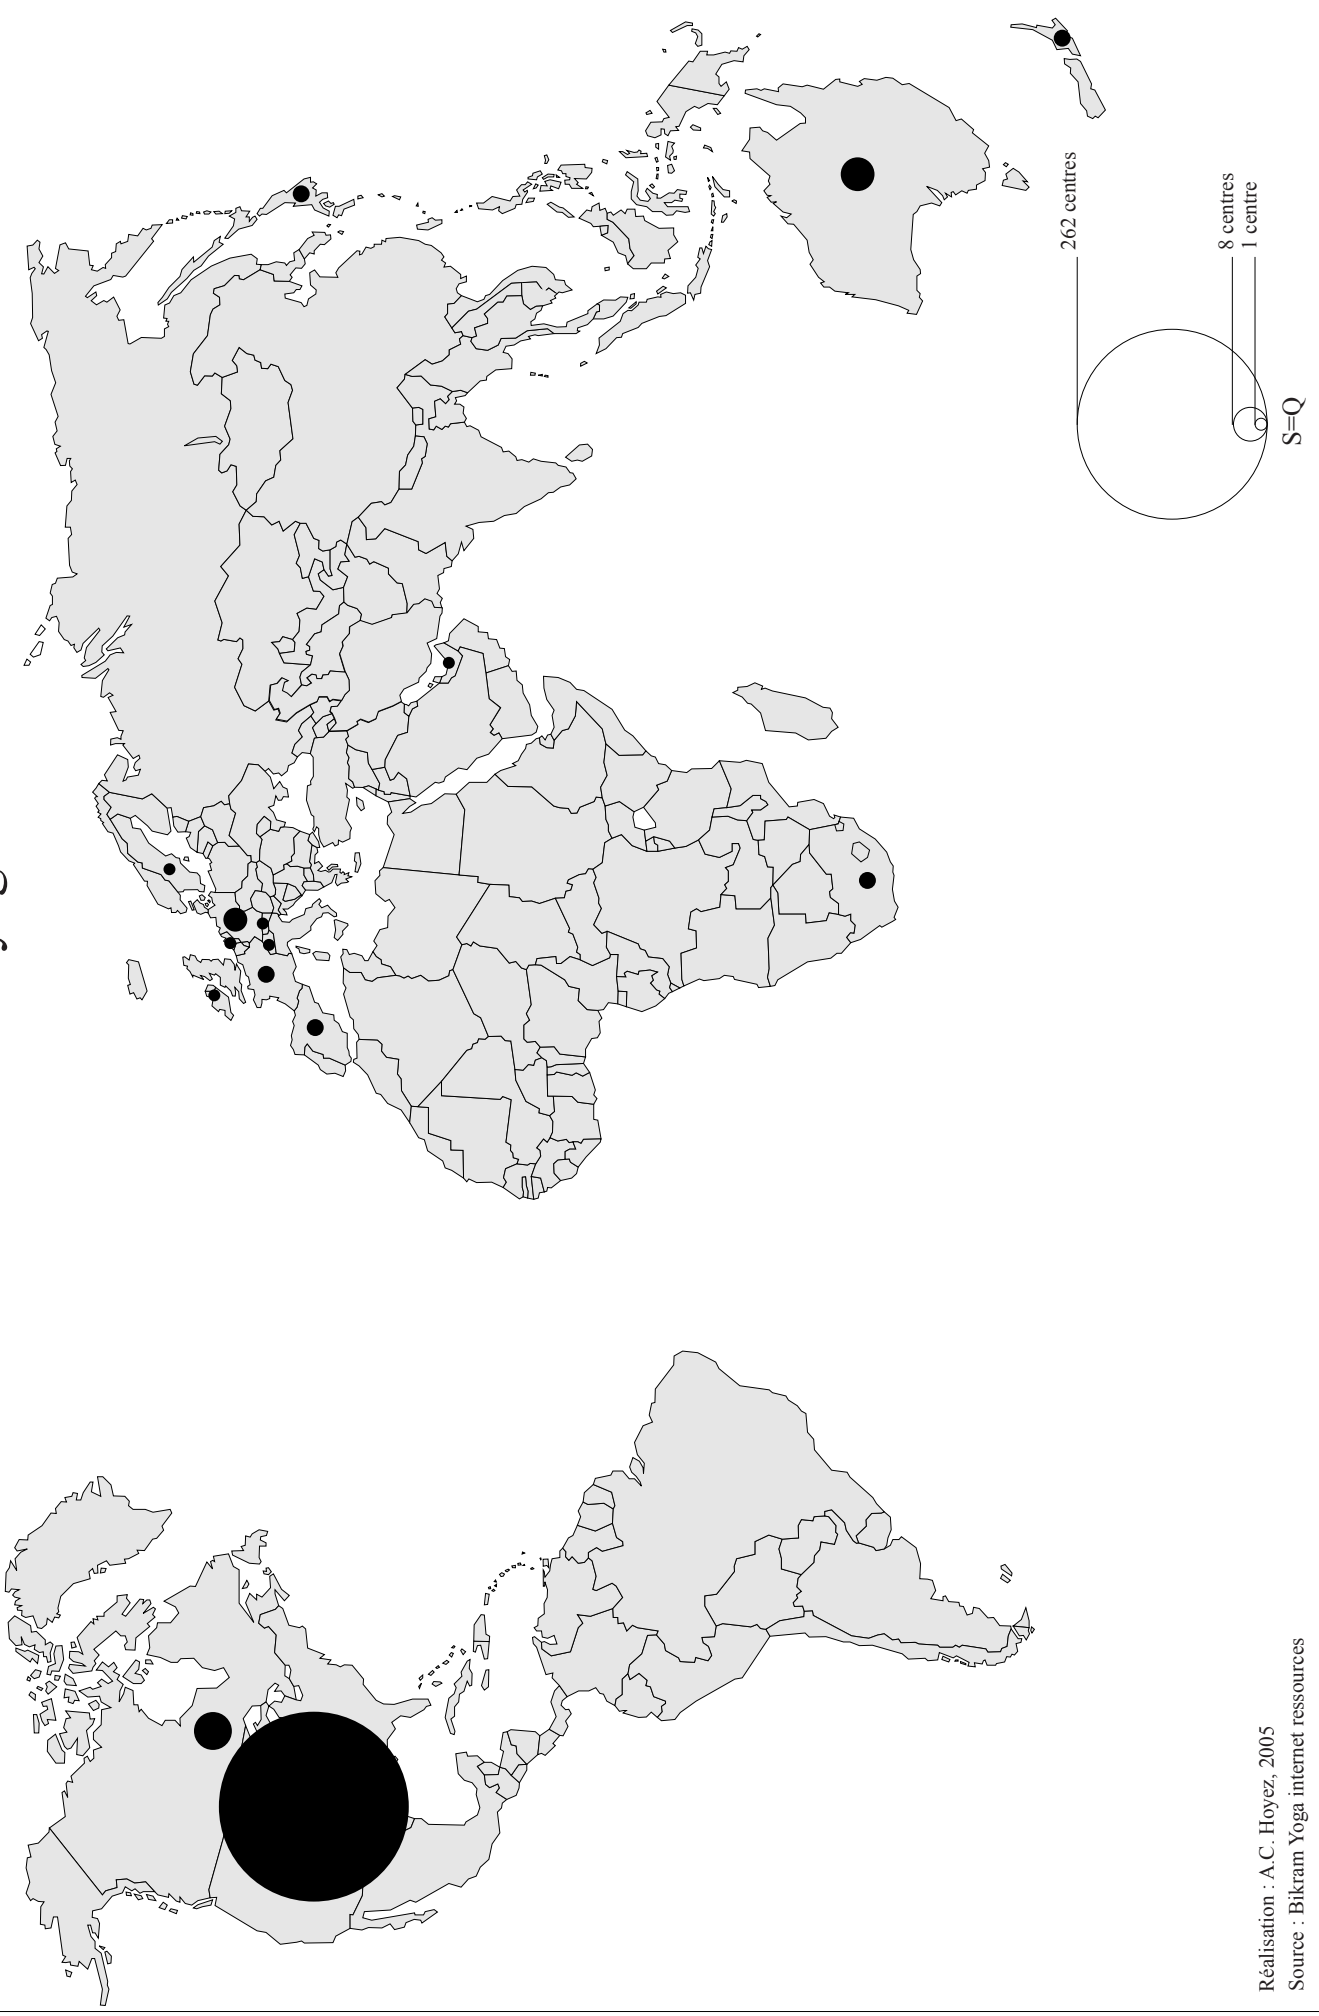 262 centres
8 centres
1 centre
S=Q
Réalisation : A.C. Hoyez, 2005
Source : Bikram Yoga internet ressources